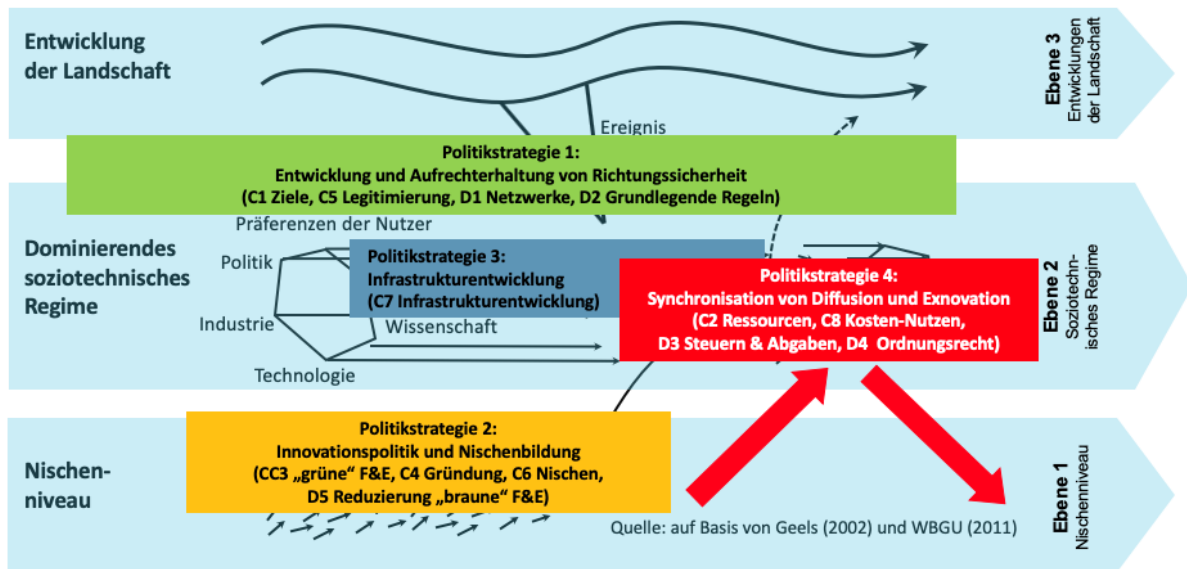 Entwicklung
der Landschaft
Ebene 3
Entwicklungen
der Landschaft
Ereignis
Politikstrategie 1:
Entwicklung und Aufrechterhaltung von Richtungssicherheit
(C1 Ziele, C5 Legitimierung, D1 Netzwerke, D2 Grundlegende Regeln)
Präferenzen der Nutzer
Dominierendes
soziotechnisches
Regime
Politik
Industrie
Wissenschaft
Technologie
Politikstrategie 3:
Infrastrukturentwicklung
(C7 Infrastrukturentwicklung)
Politikstrategie 4:
Synchronisation von Diffusion und Exnovation
(C2 Ressourcen, C8 Kosten-Nutzen,
D3 Steuern & Abgaben, D4 Ordnungsrecht)
Ebene 2
Soziotechn-
isches Regime
Nischen-
niveau
Politikstrategie 2:
Innovationspolitik und Nischenbildung
(CC3 „grüne“ F&E, C4 Gründung, C6 Nischen,
D5 Reduzierung „braune“ F&E)
Ebene 1
Nischenniveau
Quelle: auf Basis von Geels (2002) und WBGU (2011)